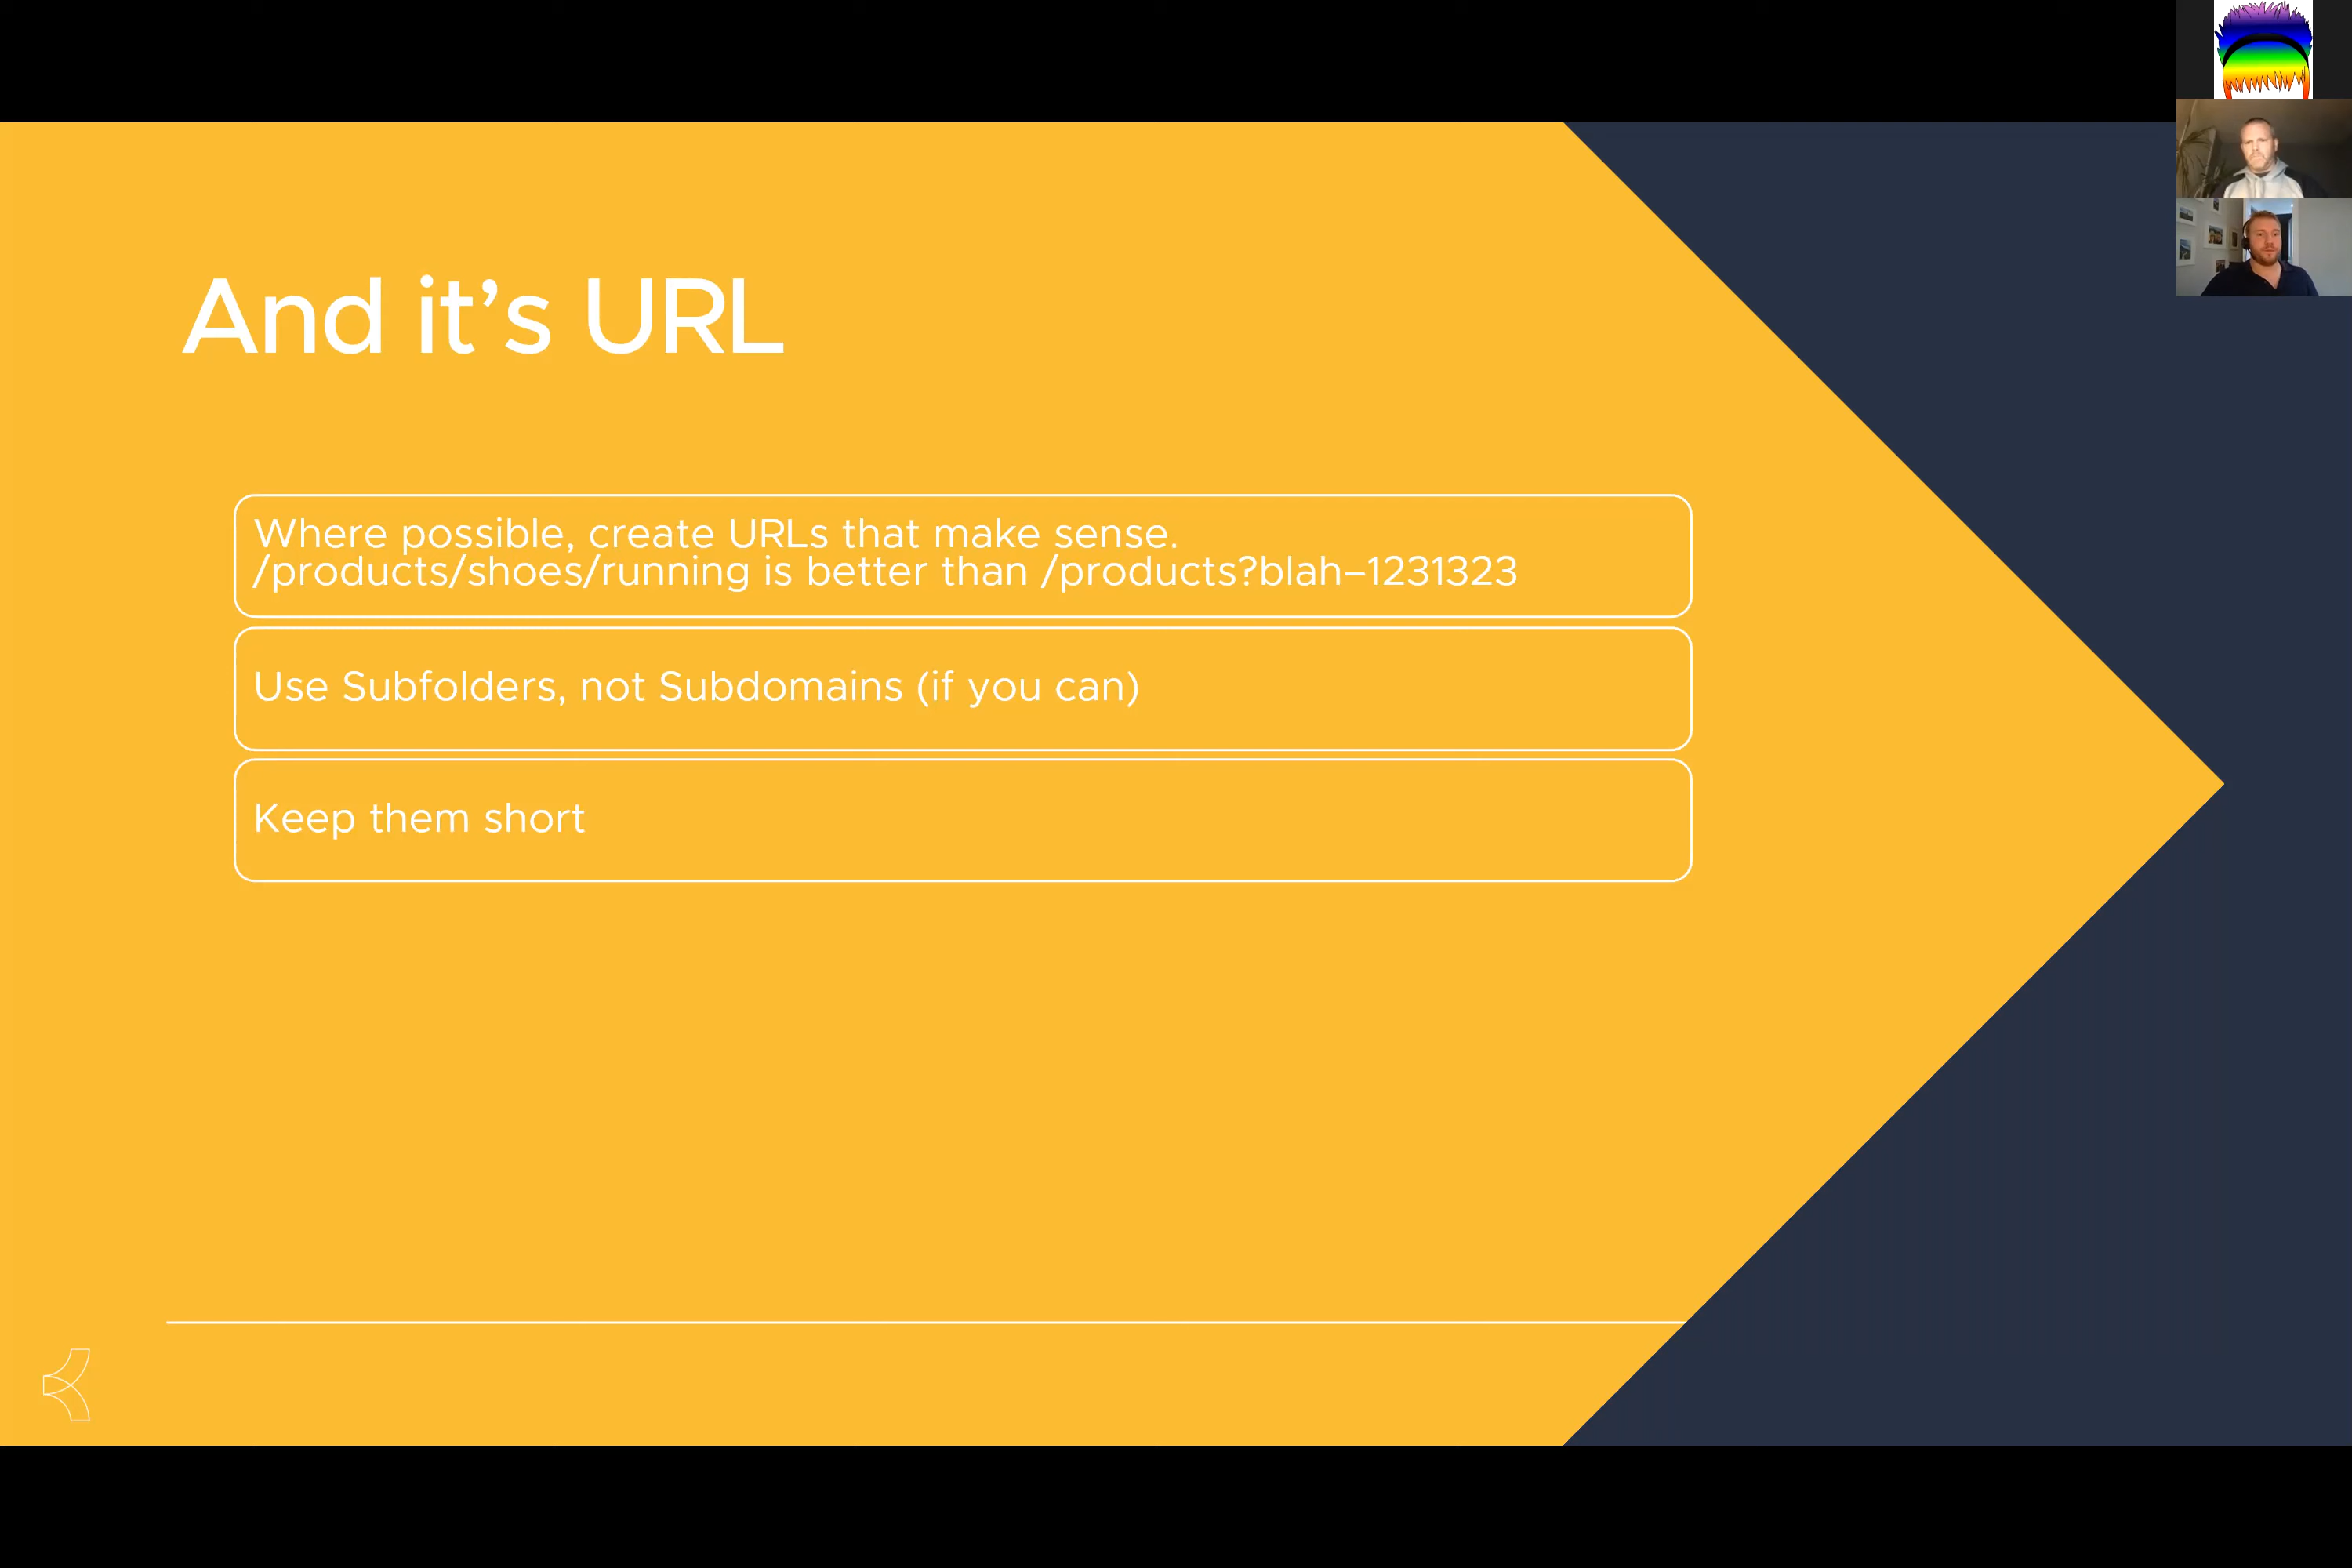 And it’s URL
Where possible, create URLs that make sense.
/products/shoes/running is better than /products?blah–1231323
Use Subfolders, not Subdomains (if you can)
Keep them short